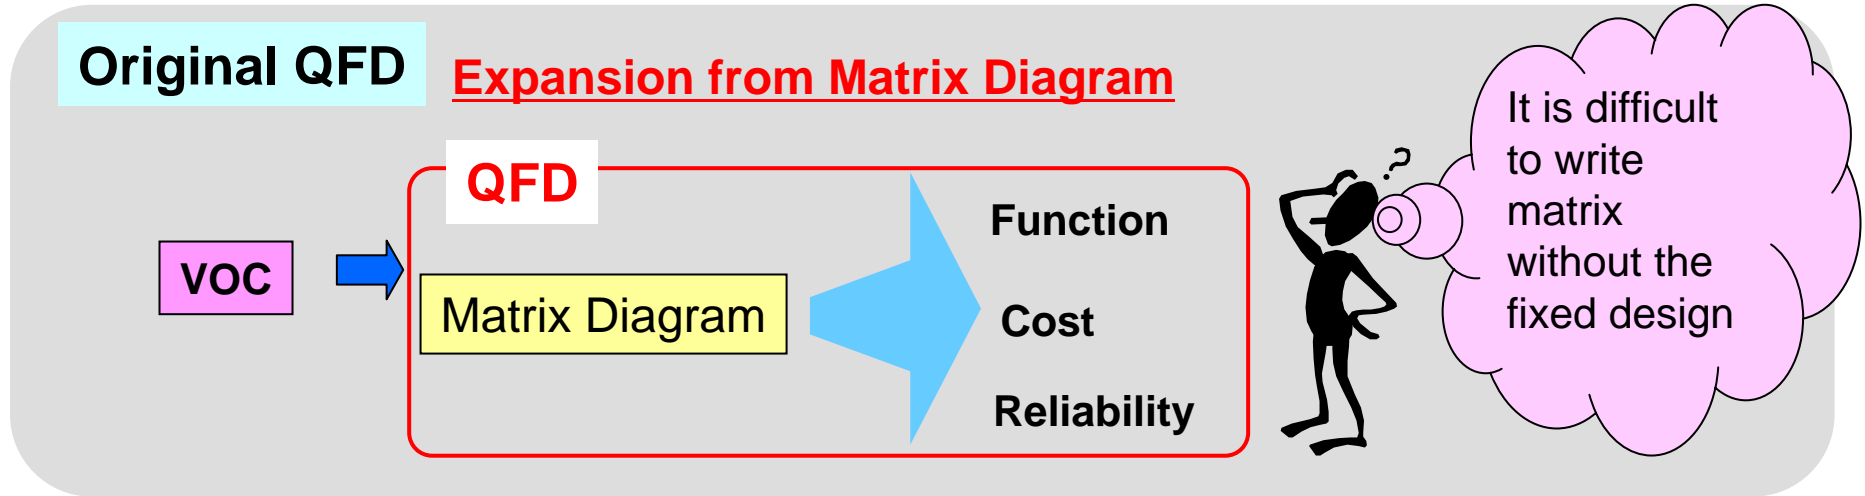 Original QFD
Expansion from Matrix Diagram
QFD
VOC
Matrix Diagram
Function
Cost
Reliability
?
It is difficult
to write
matrix
without the
fixed design